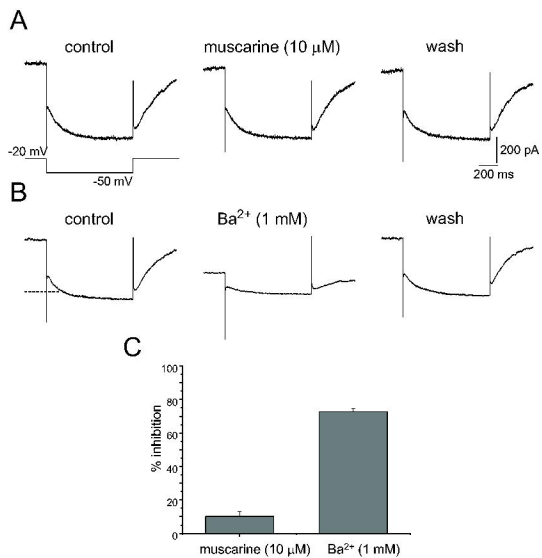 A
control
muscarine (10 µM)
wash
-20 mV
-50 mV
200 pA
200 ms
B
control
Ba²⁺ (1 mM)
wash
C
100
80
60
40
20
0
% inhibition
muscarine (10 µM)
Ba²⁺ (1 mM)